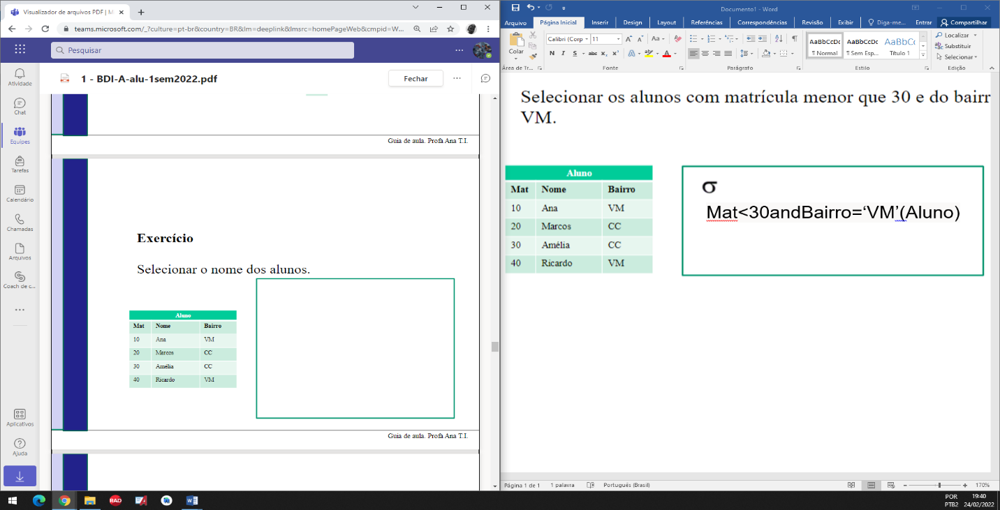 Visualizador de arquivos PDF | M
teams.microsoft.com/_?culture=pt-br&country=BR&lm=deeplink&lmsrc=homePageWeb&cmpid=W...
Pesquisar
Atividade
Chat
Equipes
Tarefas
Calendário
Chamadas
Arquivos
Coach de c...
Aplicativos
Ajuda
1 - BDI-A-alu-1sem2022.pdf
Fechar
Guia de aula. Profa Ana T.I.
Exercício
Selecionar o nome dos alunos.
Aluno
Mat Nome Bairro
10 Ana VM
20 Marcos CC
30 Amélia CC
40 Ricardo VM
Guia de aula. Profa Ana T.I.
Documento1 - Word
Arquivo Página Inicial Inserir Design Layout Referências Correspondências Revisão Exibir Diga-me... Entrar Compartilhar
Colar
Calibri (Corp 11
N I S abc x₂ x²
Aa
AaBbCcDc AaBbCcDc AaBbCc
¶ Normal ¶ Sem Esp... Título 1
Localizar
Substituir
Selecionar
Área de Tr... Fonte Parágrafo Estilo Edição
Selecionar os alunos com matrícula menor que 30 e do bairr
VM.
Aluno
Mat Nome Bairro
10 Ana VM
20 Marcos CC
30 Amélia CC
40 Ricardo VM
σ
Mat<30andBairro=‘VM’(Aluno)
Página 1 de 1 1 palavra Português (Brasil) 170%
RAD
POR
PTB2
19:40
24/02/2022